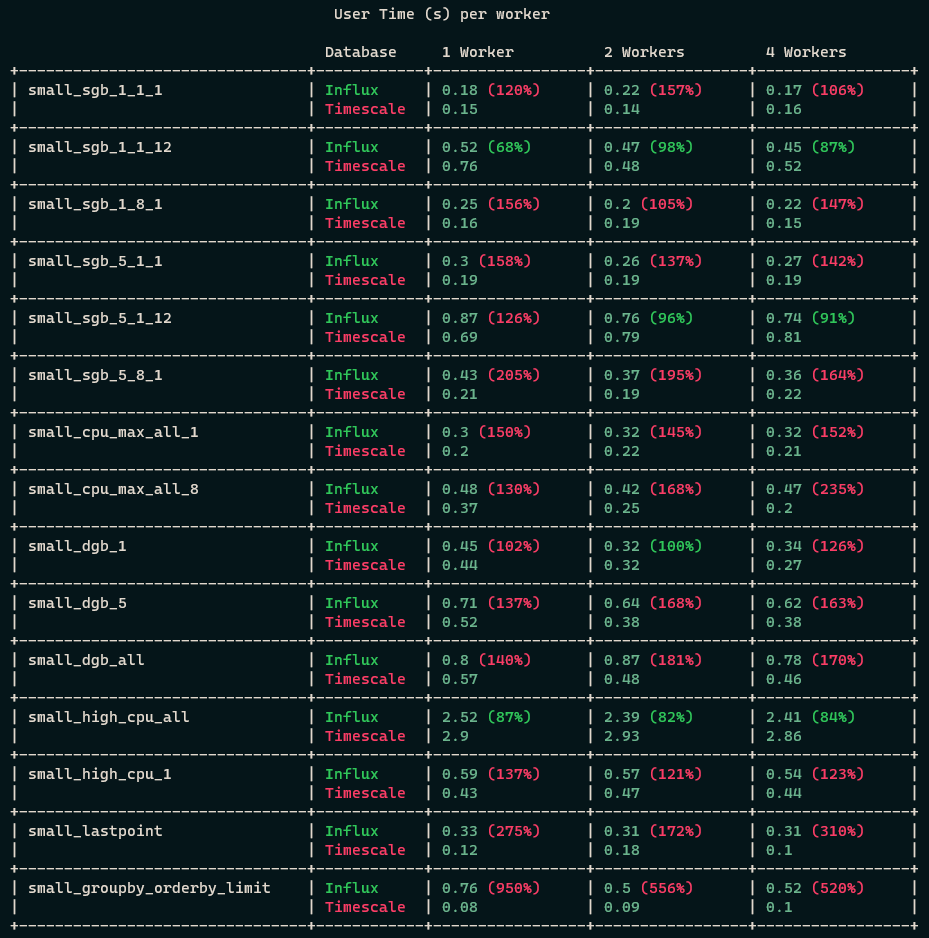 User Time (s) per worker
Database 1 Worker 2 Workers 4 Workers
small_sgb_1_1_1 Influx 0.18 (120%) 0.22 (157%) 0.17 (106%)
Timescale 0.15 0.14 0.16
small_sgb_1_1_12 Influx 0.52 (68%) 0.47 (98%) 0.45 (87%)
Timescale 0.76 0.48 0.52
small_sgb_1_8_1 Influx 0.25 (156%) 0.2 (105%) 0.22 (147%)
Timescale 0.16 0.19 0.15
small_sgb_5_1_1 Influx 0.3 (158%) 0.26 (137%) 0.27 (142%)
Timescale 0.19 0.19 0.19
small_sgb_5_1_12 Influx 0.87 (126%) 0.76 (96%) 0.74 (91%)
Timescale 0.69 0.79 0.81
small_sgb_5_8_1 Influx 0.43 (205%) 0.37 (195%) 0.36 (164%)
Timescale 0.21 0.19 0.22
small_cpu_max_all_1 Influx 0.3 (150%) 0.32 (145%) 0.32 (152%)
Timescale 0.2 0.22 0.21
small_cpu_max_all_8 Influx 0.48 (130%) 0.42 (168%) 0.47 (235%)
Timescale 0.37 0.25 0.2
small_dgb_1 Influx 0.45 (102%) 0.32 (100%) 0.34 (126%)
Timescale 0.44 0.32 0.27
small_dgb_5 Influx 0.71 (137%) 0.64 (168%) 0.62 (163%)
Timescale 0.52 0.38 0.38
small_dgb_all Influx 0.8 (140%) 0.87 (181%) 0.78 (170%)
Timescale 0.57 0.48 0.46
small_high_cpu_all Influx 2.52 (87%) 2.39 (82%) 2.41 (84%)
Timescale 2.9 2.93 2.86
small_high_cpu_1 Influx 0.59 (137%) 0.57 (121%) 0.54 (123%)
Timescale 0.43 0.47 0.44
small_lastpoint Influx 0.33 (275%) 0.31 (172%) 0.31 (310%)
Timescale 0.12 0.18 0.1
small_groupby_orderby_limit Influx 0.76 (950%) 0.5 (556%) 0.52 (520%)
Timescale 0.08 0.09 0.1